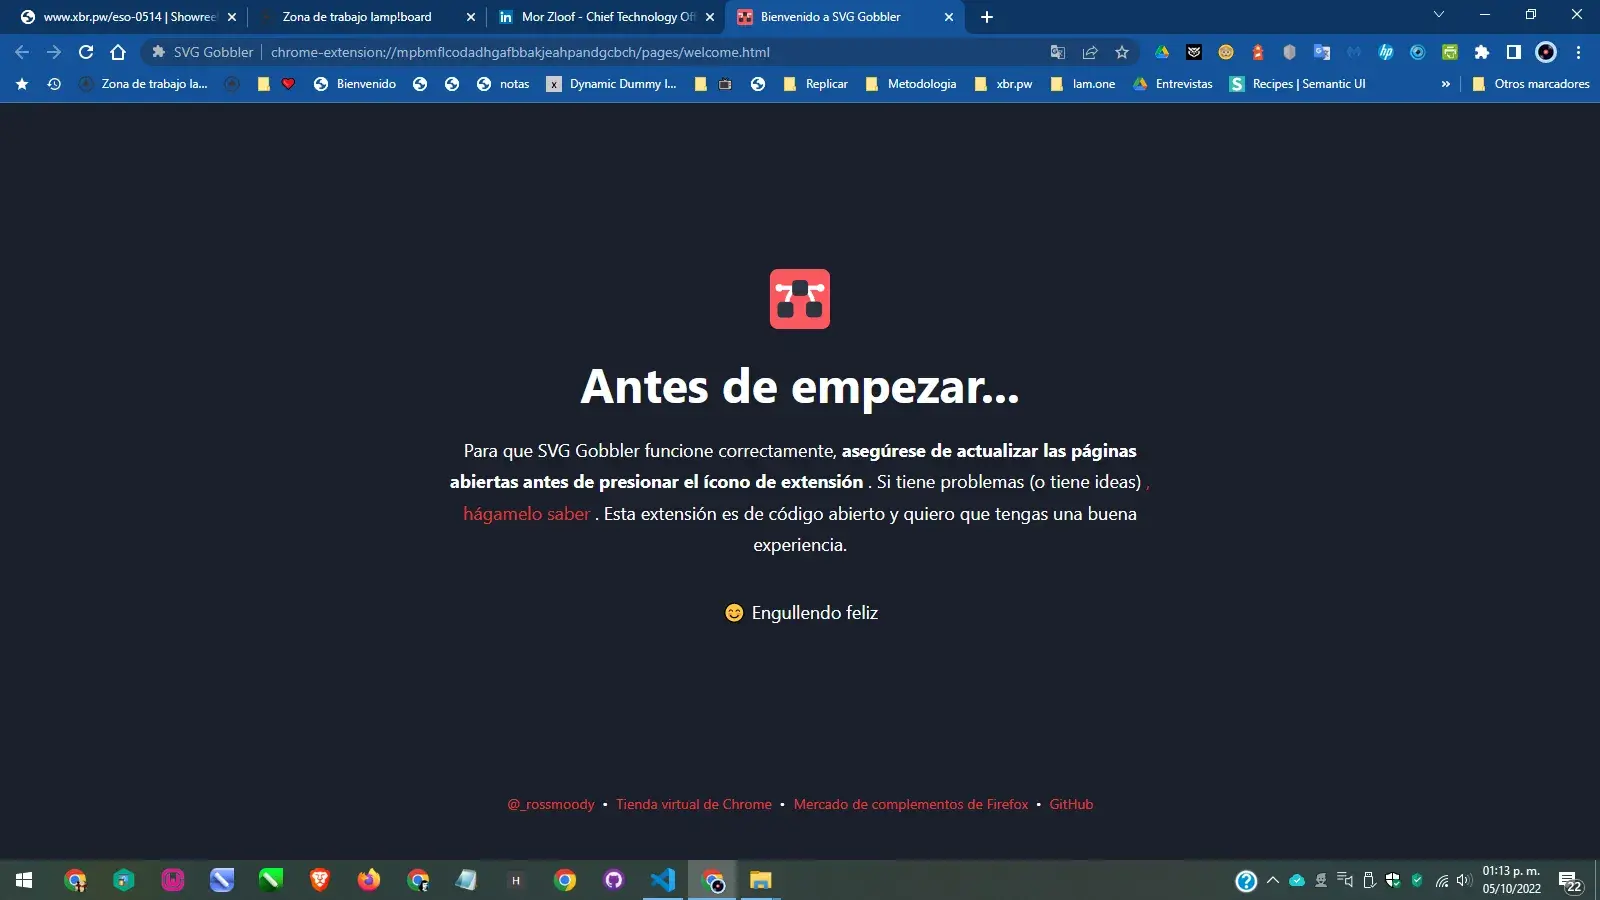 www.xbr.pw/eso-0514 | Showree
Zona de trabajo lamp!board
Mor Zloof - Chief Technology Of
Bienvenido a SVG Gobbler
SVG Gobbler
chrome-extension://mpbmflcodadhgafbbakjeahpandgcbch/pages/welcome.html
Zona de trabajo la...
Bienvenido
notas
Dynamic Dummy I...
Replicar
Metodologia
xbr.pw
lam.one
Entrevistas
Recipes | Semantic UI
»
Otros marcadores
Antes de empezar...
Para que SVG Gobbler funcione correctamente, asegúrese de actualizar las páginas
abiertas antes de presionar el ícono de extensión . Si tiene problemas (o tiene ideas) ,
hágamelo saber . Esta extensión es de código abierto y quiero que tengas una buena
experiencia.
😊 Engullendo feliz
@_rossmoody • Tienda virtual de Chrome • Mercado de complementos de Firefox • GitHub
01:13 p. m.
05/10/2022
22